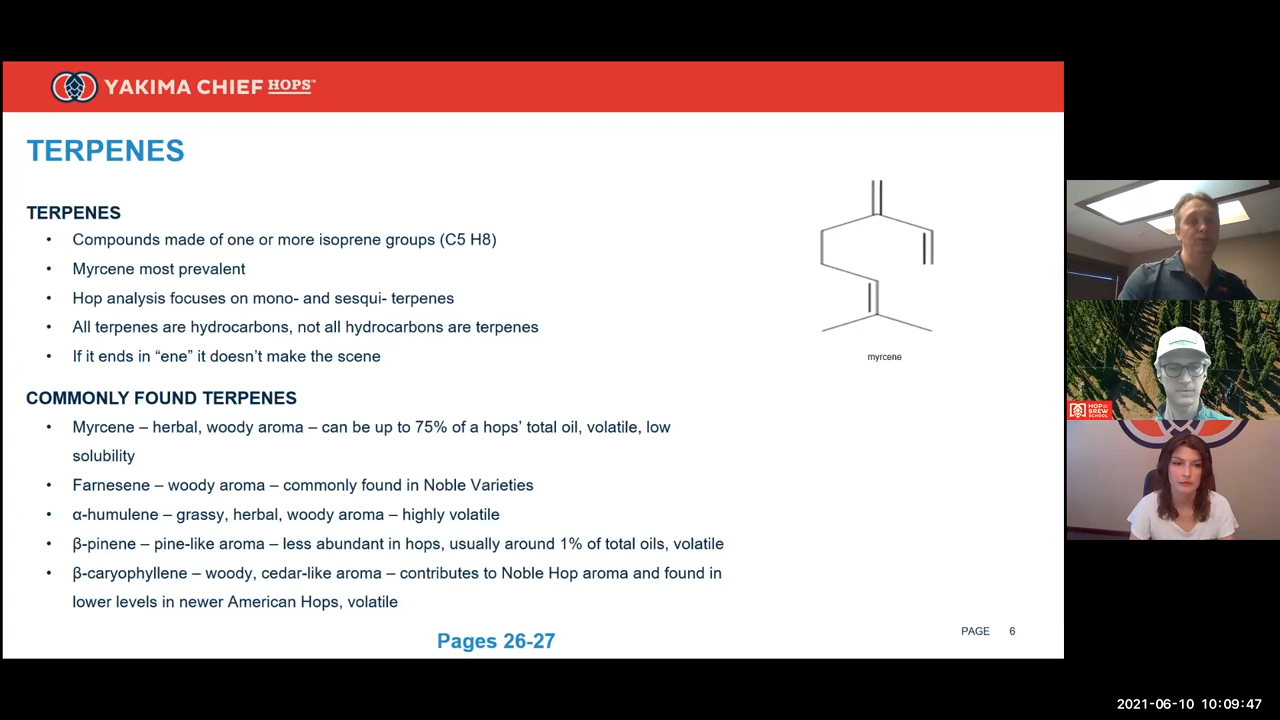 YAKIMA CHIEF HOPS™
TERPENES
TERPENES
• Compounds made of one or more isoprene groups (C5 H8)
• Myrcene most prevalent
• Hop analysis focuses on mono- and sesqui- terpenes
• All terpenes are hydrocarbons, not all hydrocarbons are terpenes
• If it ends in “ene” it doesn’t make the scene
myrcene
COMMONLY FOUND TERPENES
• Myrcene – herbal, woody aroma – can be up to 75% of a hops’ total oil, volatile, low
solubility
• Farnesene – woody aroma – commonly found in Noble Varieties
• α-humulene – grassy, herbal, woody aroma – highly volatile
• β-pinene – pine-like aroma – less abundant in hops, usually around 1% of total oils, volatile
• β-caryophyllene – woody, cedar-like aroma – contributes to Noble Hop aroma and found in
lower levels in newer American Hops, volatile
Pages 26-27
PAGE 6
HOP AND
BREW
SCHOOL
2021-06-10 10:09:47